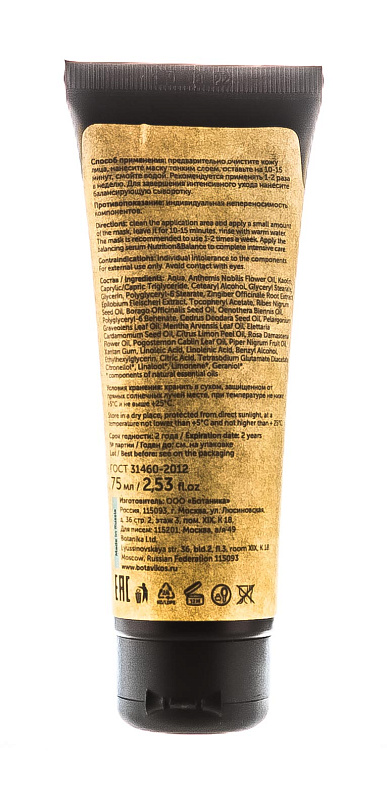 Способ применения: предварительно очистите кожу
лица, нанесите маску тонким слоем, оставьте на 10-15
минут, смойте водой. Рекомендуется применять 1-2 раза
в неделю. Для завершения интенсивного ухода нанесите
балансирующую сыворотку.
Противопоказание: индивидуальная непереносимость
компонентов.
Directions: clean the application area and apply a small amount
of the mask, leave it for 10-15 minutes, rinse with warm water.
The mask is recommended to use 1-2 times a week. Apply the
balancing serum Nutrition&Balance to complete intensive care.
Contraindications: individual intolerance to the components
For external use only. Avoid contact with eyes.
Состав / Ingredients: Aqua, Anthemis Nobilis Flower Oil, Kaolin,
Caprylic/Capric Triglyceride, Cetearyl Alcohol, Glyceryl Stearate,
Glycerin, Polyglyceryl-6 Stearate, Zingiber Officinale Root Extract,
Epilobium Fleischeri Extract, Tocopheryl Acetate, Ribes Nigrum
Seed Oil, Borago Officinalis Seed Oil, Oenothera Biennis Oil,
Polyglyceryl-6 Behenate, Cedrus Deodara Seed Oil, Pelargonium
Graveolens Leaf Oil, Mentha Arvensis Leaf Oil, Elettaria
Cardamomum Seed Oil, Citrus Limon Peel Oil, Rosa Damascena
Flower Oil, Pogostemon Cablin Leaf Oil, Piper Nigrum Fruit Oil,
Xantan Gum, Linoleic Acid, Linolenic Acid, Benzyl Alcohol,
Ethylhexylglycerin, Citric Acid, Tetrasodium Glutamate Diacetate,
Citronellol*, Linalool*, Limonene*, Geraniol*
* components of natural essential oils
Условия хранения: хранить в сухом, защищенном от
прямых солнечных лучей месте, при температуре не ниже
+5°С и не выше +25°С.
Store in a dry place, protected from direct sunlight, at a
temperature not lower than +5°C and not higher than + 25°C.
Срок годности: 2 года / Expiration date: 2 years
№ партии / Годен до: см. на упаковке
Lot / Best before: see on the packaging
ГОСТ 31460-2012
75 мл / 2,53 fl.oz
Made in Russia
Изготовитель: ООО «Ботаника»
Россия, 115093, г. Москва, ул. Люсиновская,
д. 36, стр. 2, этаж 3, пом. XIX, К 18,
Для писем: 115201, Москва, а/я 49
Botanika Ltd.
Lyussinovskaya str. 36, bld.2, fl.3, room XIX, K 18
Moscow, Russian Federation 115093
www.botavikos.ru
EAC
12M